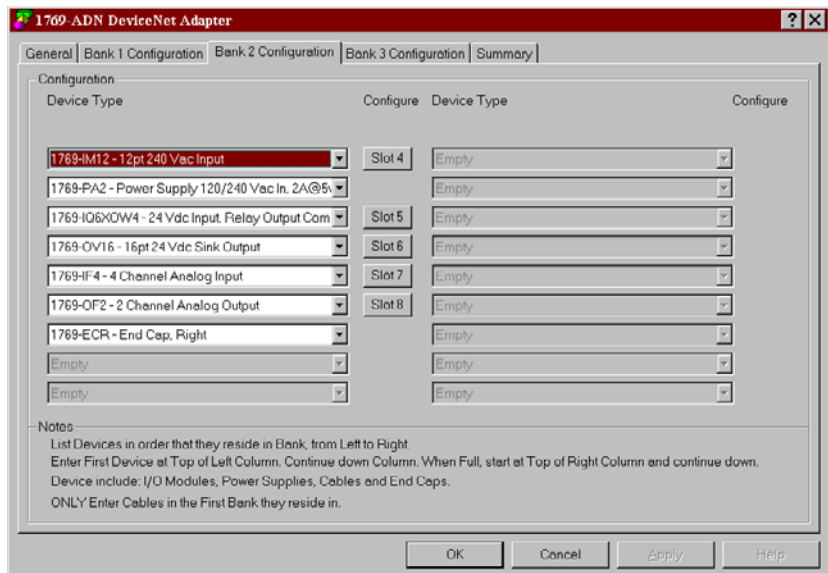 1769-ADN DeviceNet Adapter
General Bank 1 Configuration Bank 2 Configuration Bank 3 Configuration Summary
Configuration
Device Type Configure Device Type Configure
1769-IM12 - 12pt 240 Vac Input Slot 4 Empty
1769-PA2 - Power Supply 120/240 Vac In, 2A@5v Empty
1769-IQ6XOW4 - 24 Vdc Input, Relay Output Com Slot 5 Empty
1769-OV16 - 16pt 24 Vdc Sink Output Slot 6 Empty
1769-IF4 - 4 Channel Analog Input Slot 7 Empty
1769-OF2 - 2 Channel Analog Output Slot 8 Empty
1769-ECR - End Cap, Right Empty
Empty Empty
Empty Empty
Notes
List Devices in order that they reside in Bank, from Left to Right.
Enter First Device at Top of Left Column. Continue down Column. When Full, start at Top of Right Column and continue down.
Device include: I/O Modules, Power Supplies, Cables and End Caps.
ONLY Enter Cables in the First Bank they reside in.
OK Cancel Apply Help